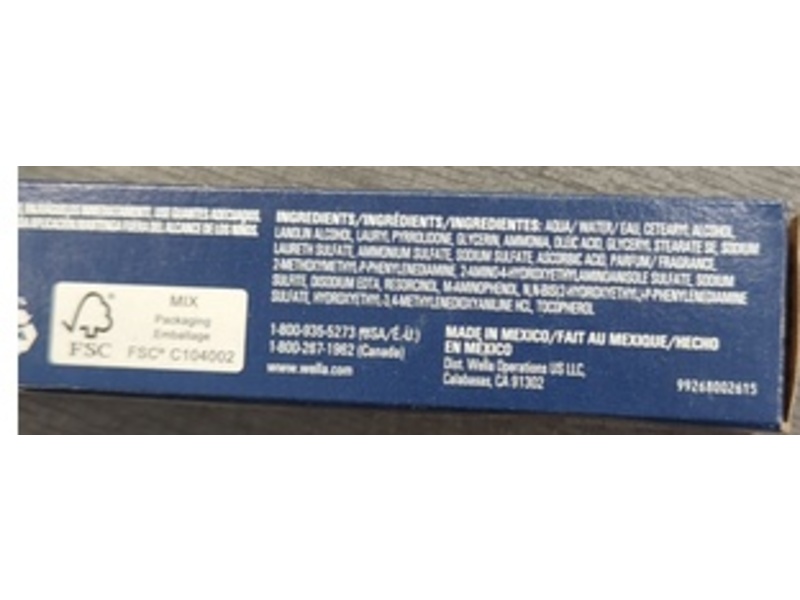 INGREDIENTS/INGRÉDIENTS/INGREDIENTES: AQUA/ WATER/ EAU, CETEARYL ALCOHOL,
LANOLIN ALCOHOL, LAURYL PYRROLIDONE, GLYCERIN, AMMONIA, OLEIC ACID, GLYCERYL STEARATE SE, SODIUM
LAURETH SULFATE, AMMONIUM SULFATE, SODIUM SULFATE, ASCORBIC ACID, PARFUM/ FRAGRANCE,
2-METHOXYMETHYL-P-PHENYLENEDIAMINE, 2-AMINO-4-HYDROXYETHYLAMINOANISOLE SULFATE, SODIUM
SULFITE, DISODIUM EDTA, RESORCINOL, M-AMINOPHENOL, N,N-BIS(2-HYDROXYETHYL)-P-PHENYLENEDIAMINE
SULFATE, HYDROXYETHYL-3,4-METHYLENEDIOXYANILINE HCL, TOCOPHEROL
FSC
MIX
Packaging
Emballage
FSC® C104002
1-800-935-5273 (USA/É.-U.)
1-800-267-1962 (Canada)
www.wella.com
MADE IN MEXICO/FAIT AU MEXIQUE/HECHO
EN MÉXICO
Dist. Wella Operations US LLC,
Calabasas, CA 91302
99268002615